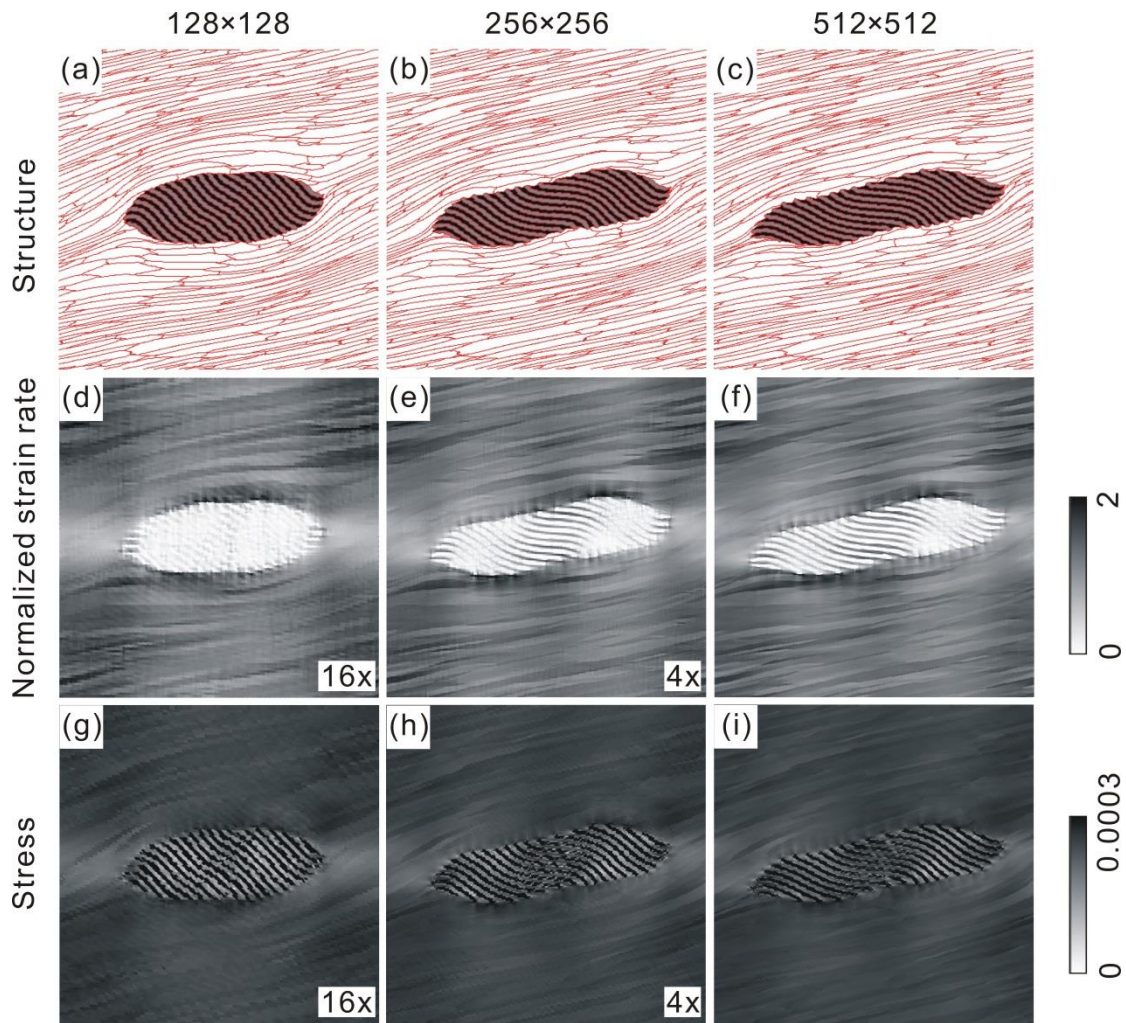 128×128 256×256 512×512
(a) (b) (c)
Structure
(d) (e) (f)
Normalized strain rate
16x 4x
2
0
(g) (h) (i)
Stress
16x 4x
0.0003
0